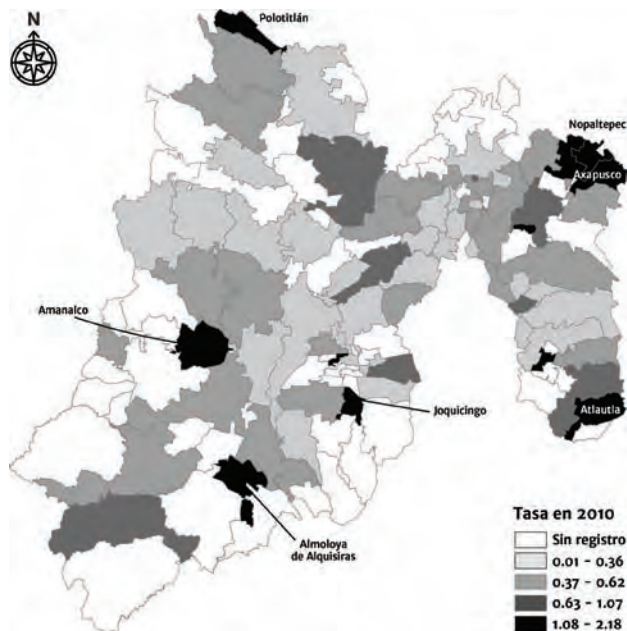 N
Polotitlán
Nopaltepec
Axapusco
Amanalco
Joquicingo
Atlautla
Almoloya
de Alquisiras
Tasa en 2010
Sin registro
0.01 - 0.36
0.37 - 0.62
0.63 - 1.07
1.08 - 2.18